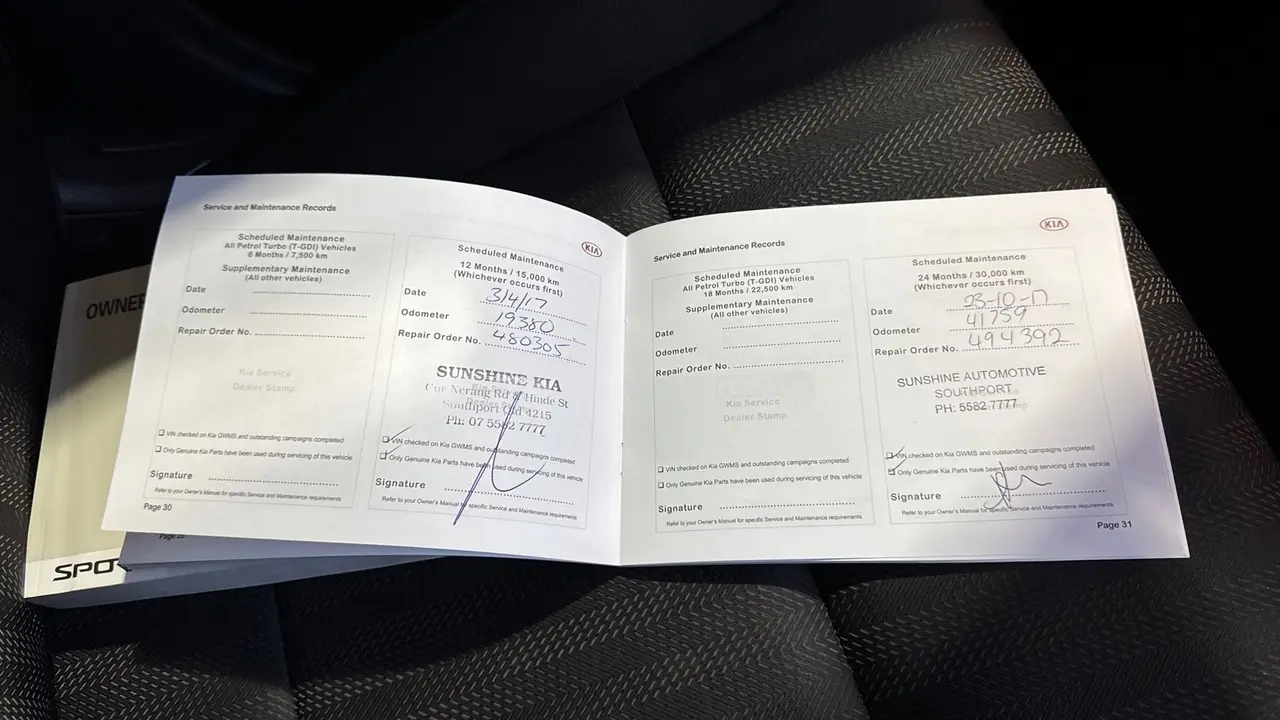 OWNE
SPO
Page 2
Service and Maintenance Records
Scheduled Maintenance
All Petrol Turbo (T-GDI) Vehicles
6 Months / 7,500 km
Supplementary Maintenance
(All other vehicles)
Date
Odometer
Repair Order No.
Kia Service
Dealer Stamp
VIN checked on Kia GWMS and outstanding campaigns completed
Only Genuine Kia Parts have been used during servicing of this vehicle
Signature
Refer to your Owner's Manual for specific Service and Maintenance requirements
Page 30
KIA
Scheduled Maintenance
12 Months / 15,000 km
(Whichever occurs first)
Date 3/4/17
Odometer 19380
Repair Order No. 480305
SUNSHINE KIA
Cnr Nerang Rd & Hinde St
Southport Qld 4215
Ph: 07 5582 7777
VIN checked on Kia GWMS and outstanding campaigns completed
Only Genuine Kia Parts have been used during servicing of this vehicle
Signature
Refer to your Owner's Manual for specific Service and Maintenance requirements
Service and Maintenance Records
Scheduled Maintenance
All Petrol Turbo (T-GDI) Vehicles
18 Months / 22,500 km
Supplementary Maintenance
(All other vehicles)
Date
Odometer
Repair Order No.
Kia Service
Dealer Stamp
VIN checked on Kia GWMS and outstanding campaigns completed
Only Genuine Kia Parts have been used during servicing of this vehicle
Signature
Refer to your Owner's Manual for specific Service and Maintenance requirements
KIA
Scheduled Maintenance
24 Months / 30,000 km
(Whichever occurs first)
Date 23-10-17
Odometer 41759
Repair Order No. 494392
SUNSHINE AUTOMOTIVE
SOUTHPORT
PH: 5582 7777
VIN checked on Kia GWMS and outstanding campaigns completed
Only Genuine Kia Parts have been used during servicing of this vehicle
Signature
Refer to your Owner's Manual for specific Service and Maintenance requirements
Page 31